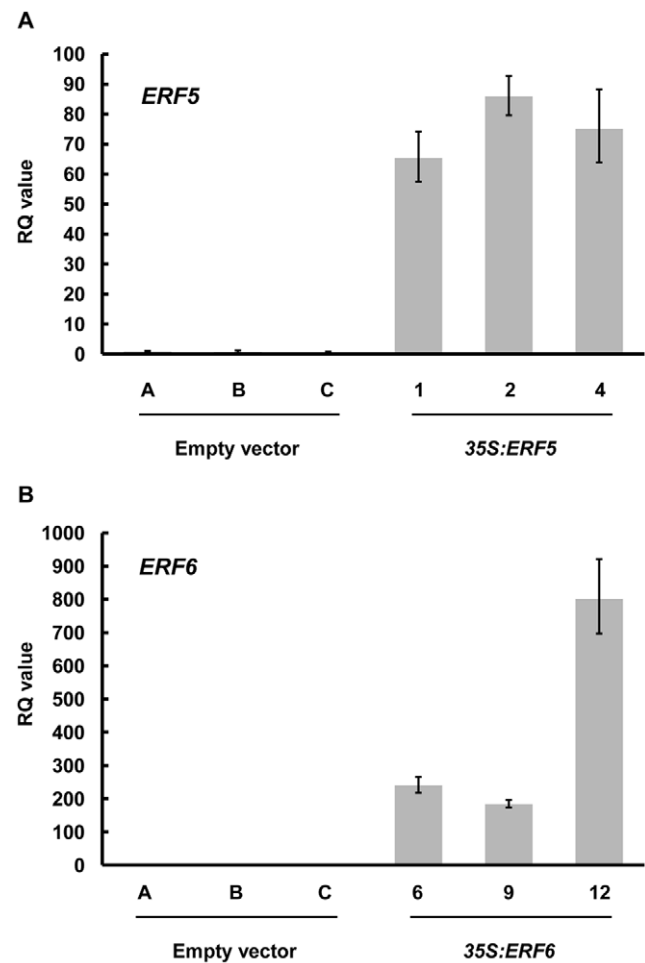 A
100
90
80
70
60
50
40
30
20
10
0
RQ value
ERF5
A B C 1 2 4
Empty vector 35S:ERF5
B
1000
900
800
700
600
500
400
300
200
100
0
RQ value
ERF6
A B C 6 9 12
Empty vector 35S:ERF6